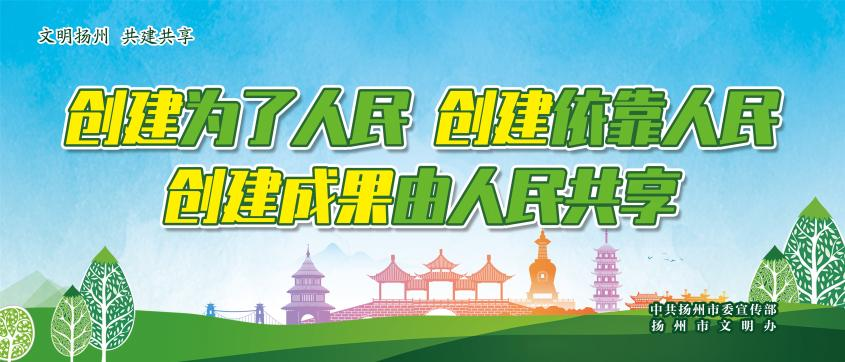 文明扬州 共建共享
创建为了人民 创建依靠人民
创建成果由人民共享
中共扬州市委宣传部
扬州市文明办